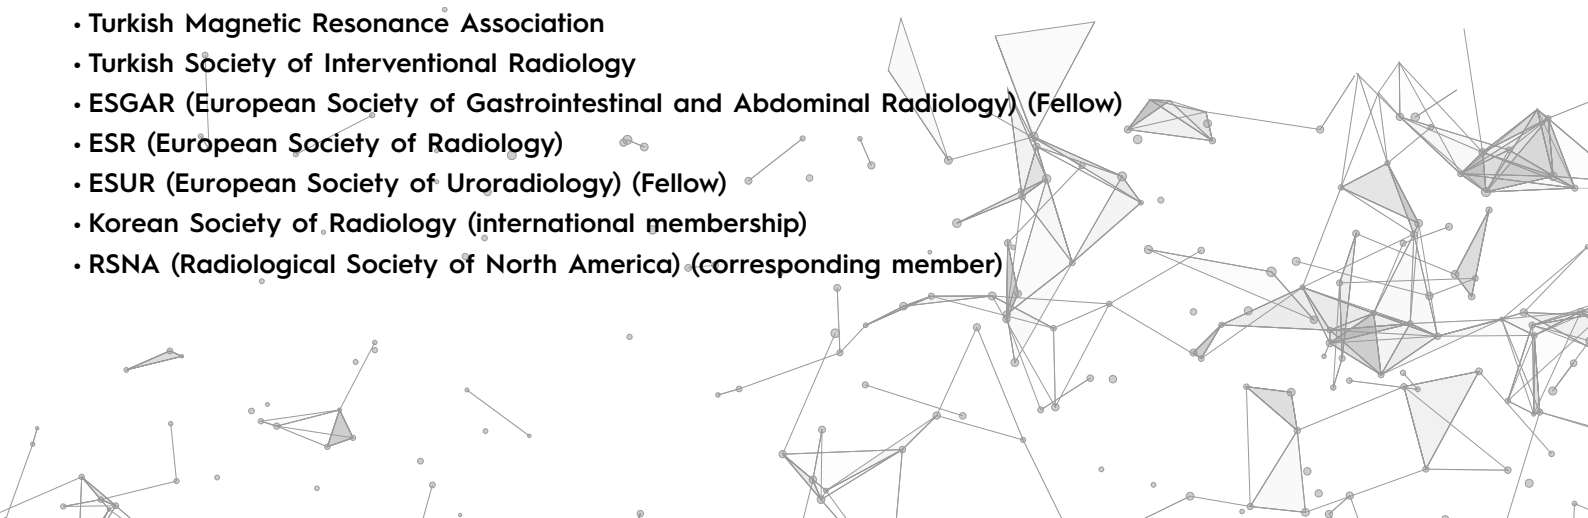 • Turkish Magnetic Resonance Association
• Turkish Society of Interventional Radiology
• ESGAR (European Society of Gastrointestinal and Abdominal Radiology) (Fellow)
• ESR (European Society of Radiology)
• ESUR (European Society of Uroradiology) (Fellow)
• Korean Society of Radiology (international membership)
• RSNA (Radiological Society of North America) (corresponding member)